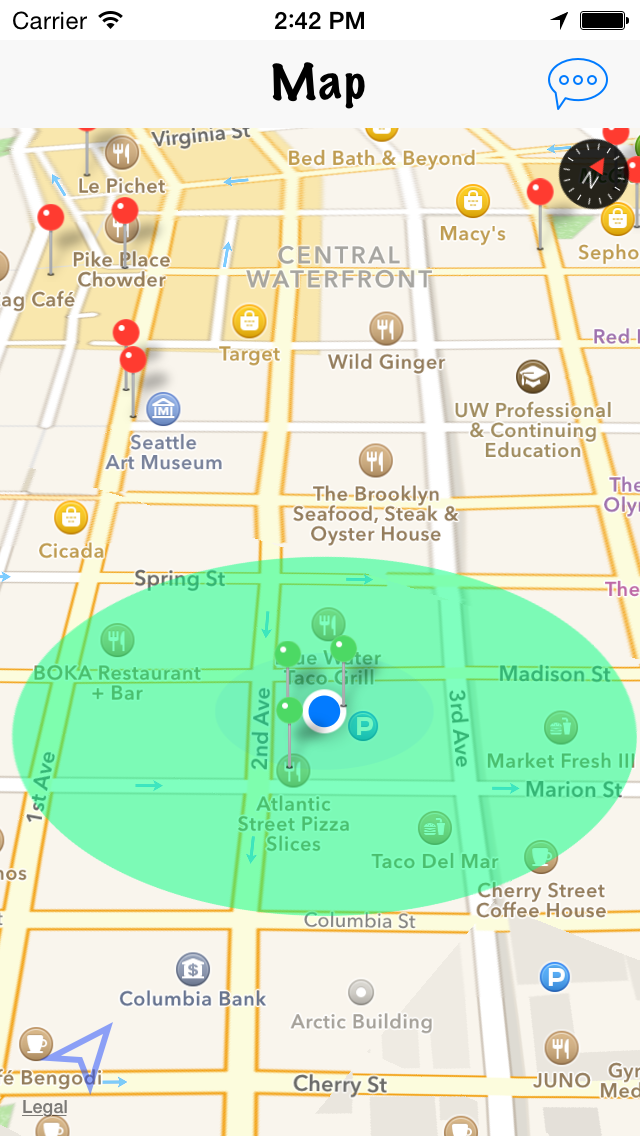 Carrier
2:42 PM
Map
Virginia St
Bed Bath & Beyond
Le Pichet
Macy's
Pike Place
Chowder
CENTRAL
WATERFRONT
Sepho
ag Café
Target
Wild Ginger
Red
UW Professional
& Continuing
Education
Seattle
Art Museum
The Brooklyn
Seafood, Steak &
Oyster House
The
Oly
Cicada
Spring St
The
Water
Taco Grill
BOKA Restaurant
+ Bar
Madison St
2nd Ave
3rd Ave
P
Market Fresh III
1st Ave
Marion St
Atlantic
Street Pizza
Slices
Taco Del Mar
nos
Cherry Street
Coffee House
Columbia St
$
Columbia Bank
P
Arctic Building
fé Bengodi
Cherry St
JUNO
Gyr
Med
Legal